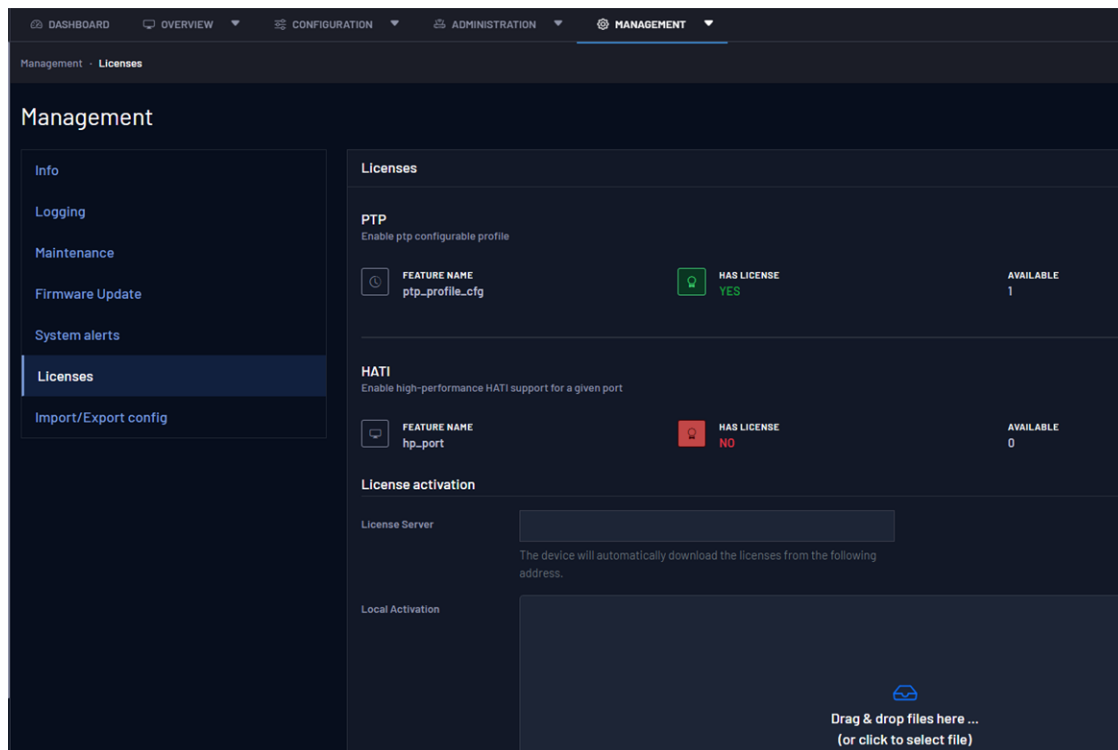 DASHBOARD OVERVIEW CONFIGURATION ADMINISTRATION MANAGEMENT
Management - Licenses
Management
Info
Logging
Maintenance
Firmware Update
System alerts
Licenses
Import/Export config
Licenses
PTP
Enable ptp configurable profile
FEATURE NAME HAS LICENSE AVAILABLE
ptp_profile_cfg YES 1
HATI
Enable high-performance HATI support for a given port
FEATURE NAME HAS LICENSE AVAILABLE
hp_port NO 0
License activation
License Server
The device will automatically download the licenses from the following
address.
Local Activation
Drag & drop files here ...
(or click to select file)